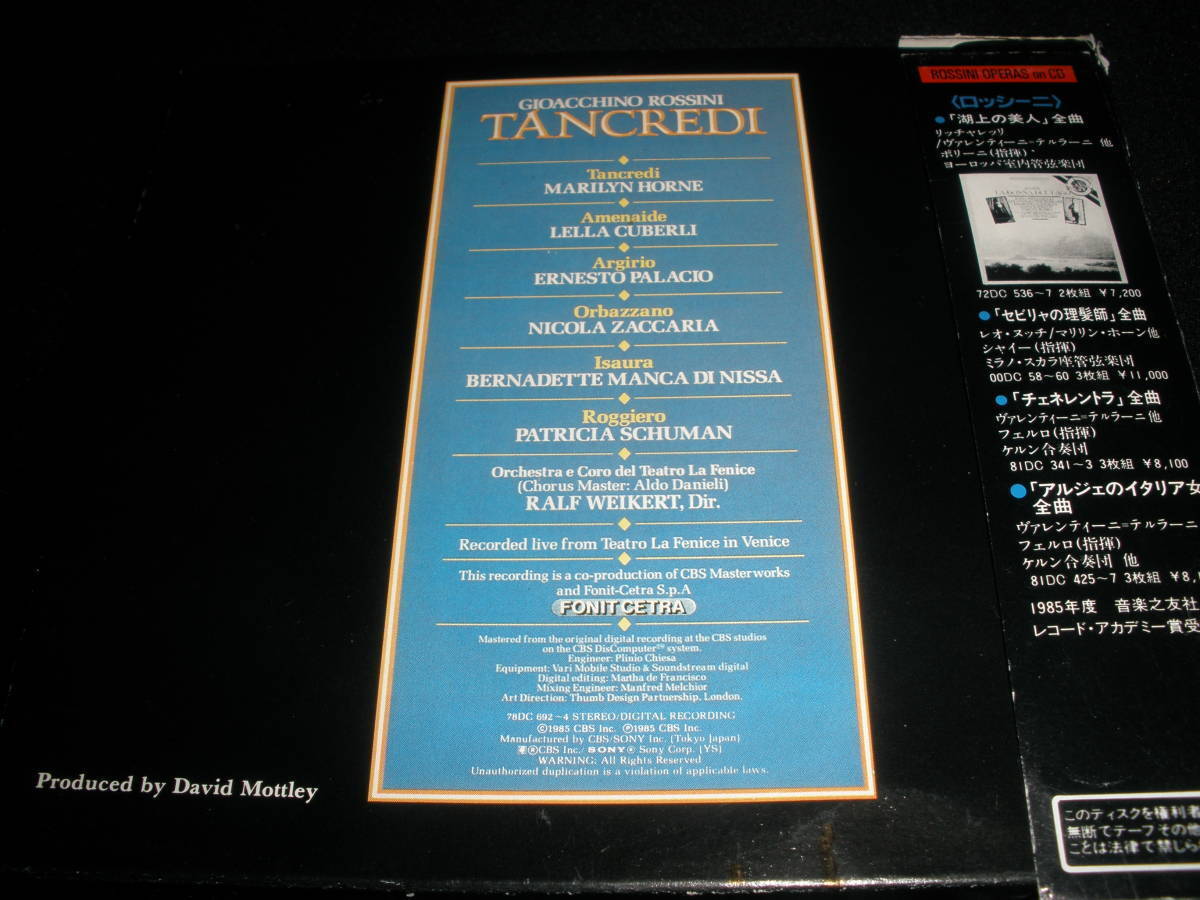 GIOACCHINO ROSSINI
TANCREDI
Tancredi
MARILYN HORNE
Amenaide
LELLA CUBERLI
Argirio
ERNESTO PALACIO
Orbazzano
NICOLA ZACCARIA
Isaura
BERNADETTE MANCA DI NISSA
Roggiero
PATRICIA SCHUMAN
Orchestra e Coro del Teatro La Fenice
(Chorus Master: Aldo Danieli)
RALF WEIKERT, Dir.
Recorded live from Teatro La Fenice in Venice
This recording is a co-production of CBS Masterworks
and Fonit-Cetra S.p.A
FONIT CETRA
Mastered from the original digital recording at the CBS studios
on the CBS DisComputer™ system.
Engineer: Plinio Chiesa
Equipment: Vari Mobile Studio & Soundstream digital
Digital editing: Martha de Francisco
Mixing Engineer: Manfred Melchior
Art Direction: Thumb Design Partnership, London.
78DC 692~4 STEREO/DIGITAL RECORDING
©1985 CBS Inc. ℗1985 CBS Inc.
Manufactured by CBS/SONY Inc. (Tokyo Japan)
®CBS Inc./ SONY® Sony Corp. (YS)
WARNING: All Rights Reserved
Unauthorized duplication is a violation of applicable laws.
Produced by David Mottley
ROSSINI OPERAS on CD
〈ロッシーニ〉
●「湖上の美人」全曲
リッチャレッリ
/ヴァレンティーニ=テルラーニ 他
ポリーニ(指揮)
ヨーロッパ室内管弦楽団
72DC 536~7 2枚組 ¥7,200
●「セビリャの理髪師」全曲
レオ・ヌッチ/マリリン・ホーン他
シャイー(指揮)
ミラノ・スカラ座管弦楽団
00DC 58~60 3枚組 ¥11,000
●「チェネレントラ」全曲
ヴァレンティーニ=テルラーニ他
フェルロ(指揮)
ケルン合奏団
81DC 341~3 3枚組 ¥8,100
●「アルジェのイタリア女
全曲
ヴァレンティーニ=テルラーニ
フェルロ(指揮)
ケルン合奏団 他
81DC 425~7 3枚組 ¥8,1
1985年度 音楽之友社
レコード・アカデミー賞受
このディスクを権利者
無断でテープその他
ことは法律で禁じら